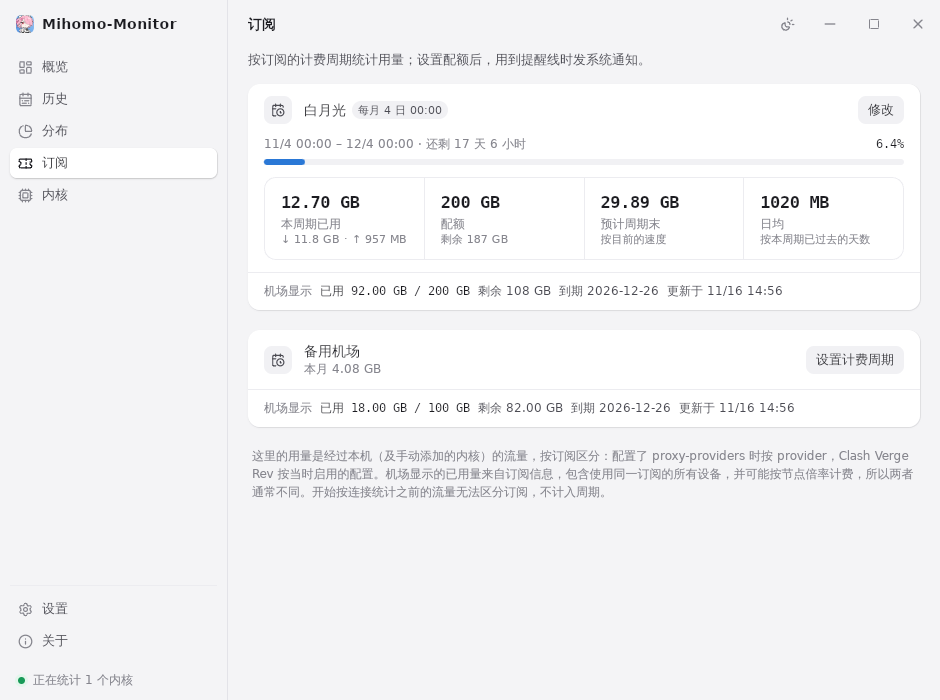 Mihomo-Monitor
概览
历史
分布
订阅
内核
设置
关于
正在统计 1 个内核
订阅
按订阅的计费周期统计用量；设置配额后，用到提醒线时发系统通知。
白月光 每月 4 日 00:00
修改
11/4 00:00 – 12/4 00:00 · 还剩 17 天 6 小时
6.4%
12.70 GB
本周期已用
↓ 11.8 GB · ↑ 957 MB
200 GB
配额
剩余 187 GB
29.89 GB
预计周期末
按目前的速度
1020 MB
日均
按本周期已过去的天数
机场显示 已用 92.00 GB / 200 GB 剩余 108 GB 到期 2026-12-26 更新于 11/16 14:56
备用机场
本月 4.08 GB
设置计费周期
机场显示 已用 18.00 GB / 100 GB 剩余 82.00 GB 到期 2026-12-26 更新于 11/16 14:56
这里的用量是经过本机（及手动添加的内核）的流量，按订阅区分：配置了 proxy-providers 时按 provider，Clash Verge
Rev 按当时启用的配置。机场显示的已用量来自订阅信息，包含使用同一订阅的所有设备，并可能按节点倍率计费，所以两者
通常不同。开始按连接统计之前的流量无法区分订阅，不计入周期。